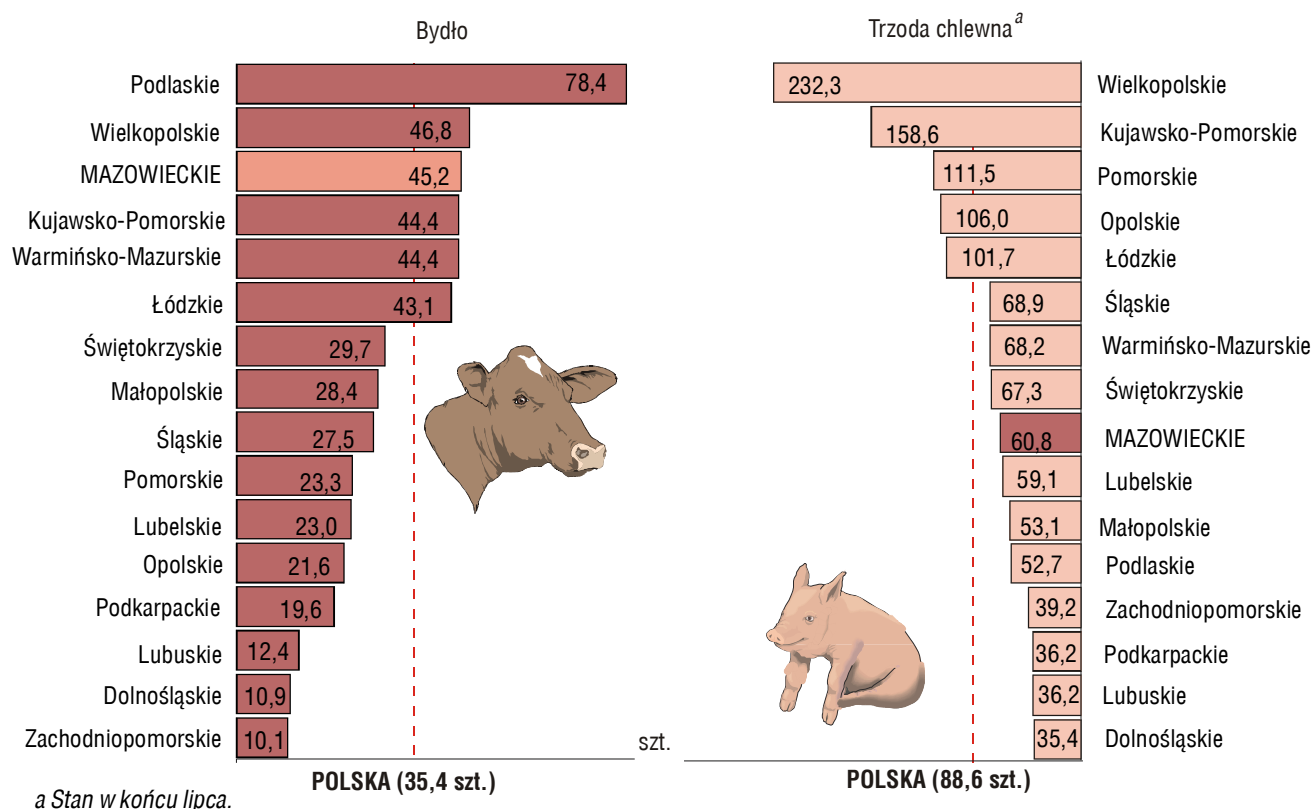 Bydło
Podlaskie 78,4
Wielkopolskie 46,8
MAZOWIECKIE 45,2
Kujawsko-Pomorskie 44,4
Warmińsko-Mazurskie 44,4
Łódzkie 43,1
Świętokrzyskie 29,7
Małopolskie 28,4
Śląskie 27,5
Pomorskie 23,3
Lubelskie 23,0
Opolskie 21,6
Podkarpackie 19,6
Lubuskie 12,4
Dolnośląskie 10,9
Zachodniopomorskie 10,1
szt.
POLSKA (35,4 szt.)
Trzoda chlewna a
232,3 Wielkopolskie
158,6 Kujawsko-Pomorskie
111,5 Pomorskie
106,0 Opolskie
101,7 Łódzkie
68,9 Śląskie
68,2 Warmińsko-Mazurskie
67,3 Świętokrzyskie
60,8 MAZOWIECKIE
59,1 Lubelskie
53,1 Małopolskie
52,7 Podlaskie
39,2 Zachodniopomorskie
36,2 Podkarpackie
36,2 Lubuskie
35,4 Dolnośląskie
POLSKA (88,6 szt.)
a Stan w końcu lipca.